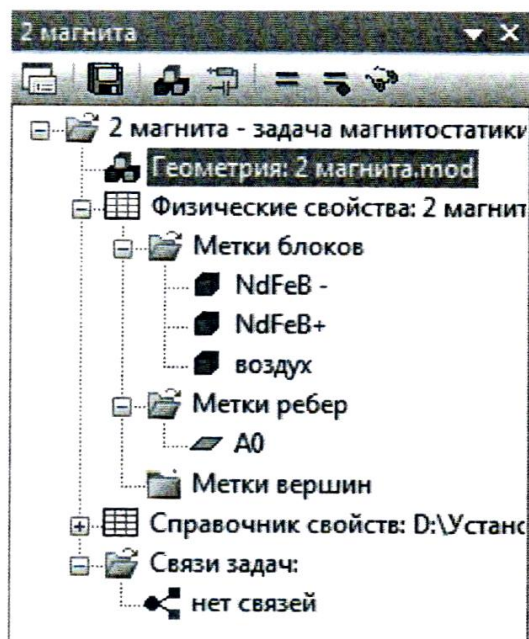 2 магнита
2 магнита - задача магнитостатики
Геометрия: 2 магнита.mod
Физические свойства: 2 магнит
Метки блоков
NdFeB -
NdFeB+
воздух
Метки ребер
A0
Метки вершин
Справочник свойств: D:\Устано
Связи задач:
нет связей